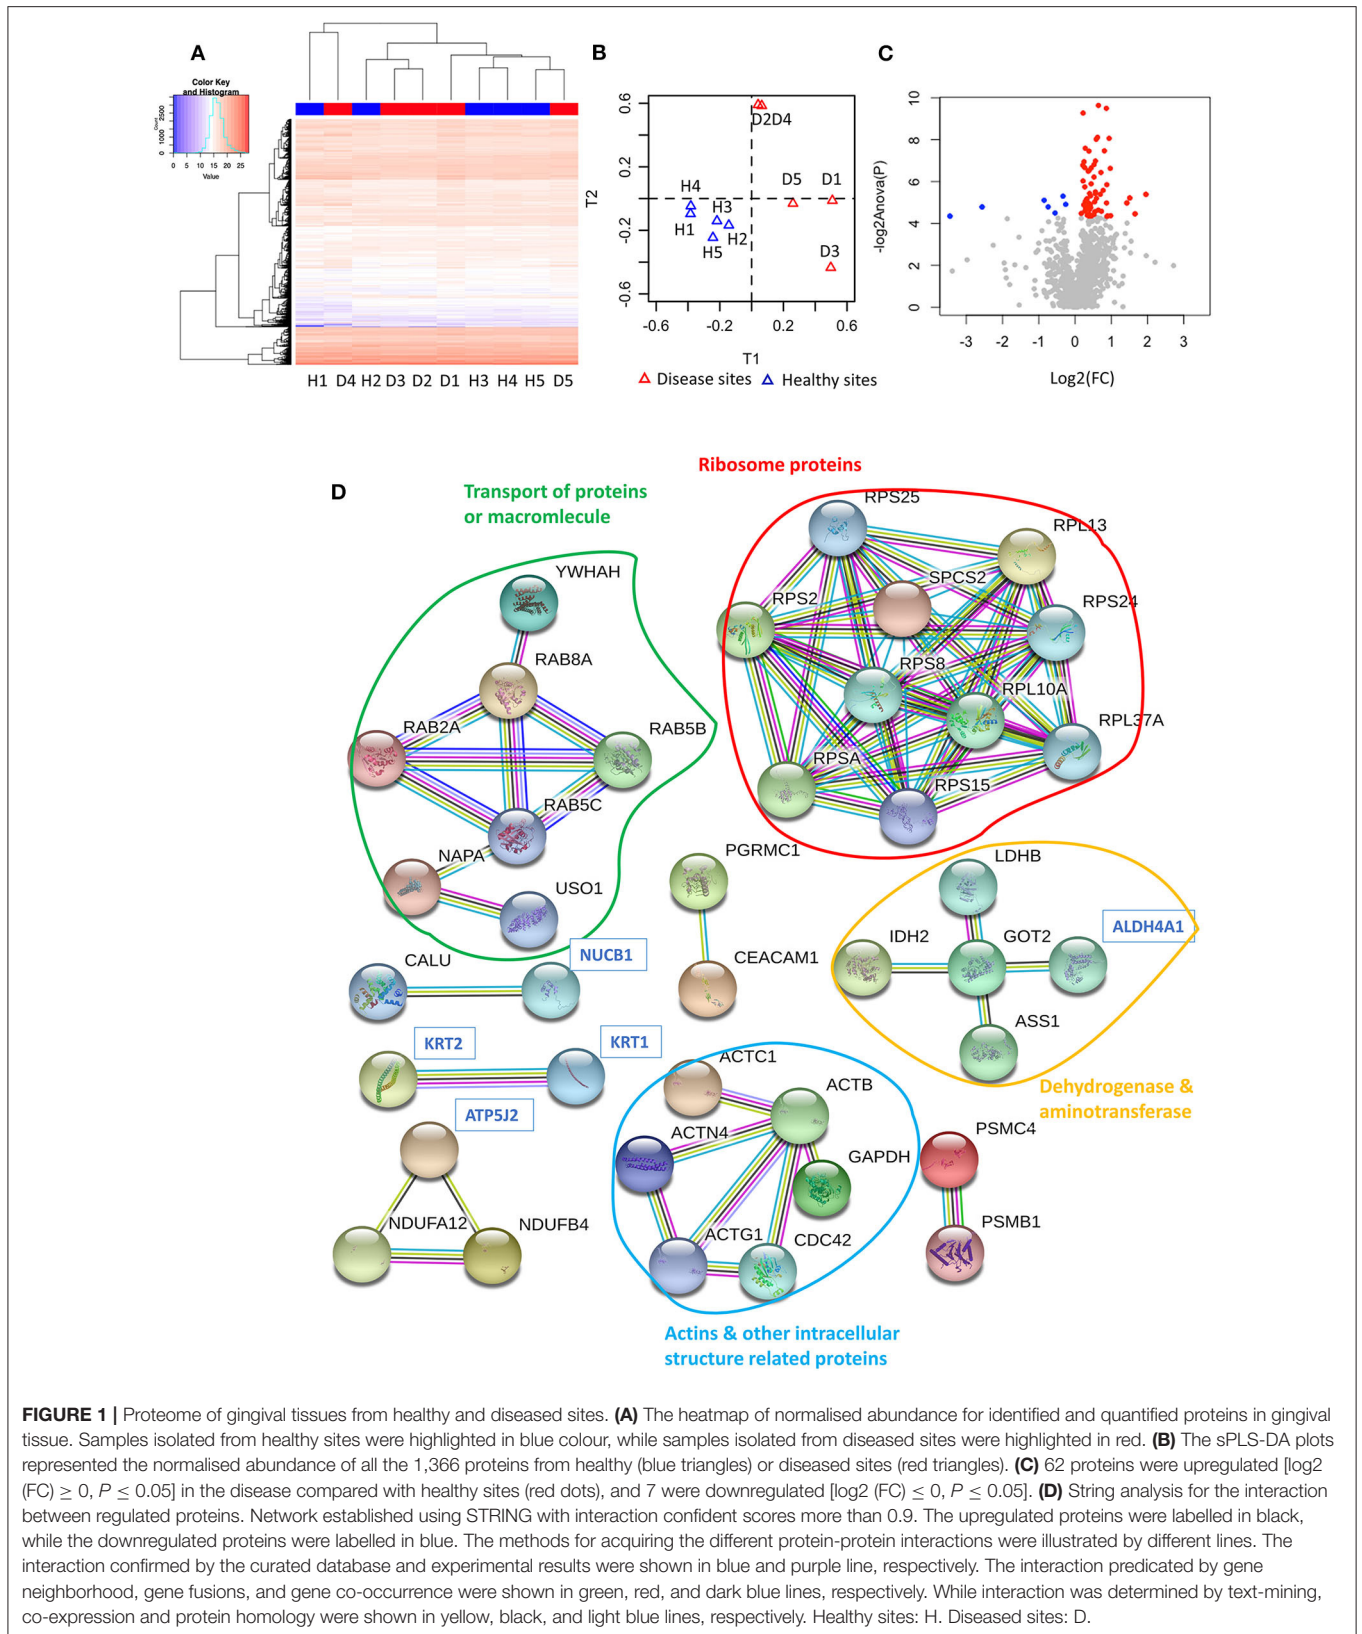 A
Color Key
and Histogram
Count
0 1000 2500
0 5 10 15 20 25
Value
H1 D4 H2 D3 D2 D1 H3 H4 H5 D5
B
T2
0.6
0.2
-0.2
-0.6
D2D4
D5 D1
H4
H3
H1
H2
H5
D3
-0.6 -0.2 0.2 0.6
T1
Disease sites Healthy sites
C
-log2Anova(P)
10
8
6
4
2
0
-3 -2 -1 0 1 2 3
Log2(FC)
D
Transport of proteins
or macromlecule
YWHAH
RAB8A
RAB2A
RAB5B
RAB5C
NAPA
USO1
Ribosome proteins
RPS25
RPL13
SPCS2
RPS2
RPS24
RPS8
RPL10A
RPL37A
RPSA
RPS15
CALU
NUCB1
PGRMC1
CEACAM1
LDHB
IDH2
GOT2
ALDH4A1
ASS1
Dehydrogenase &
aminotransferase
KRT2
KRT1
ATP5J2
NDUFA12
NDUFB4
ACTC1
ACTB
ACTN4
GAPDH
ACTG1
CDC42
Actins & other intracellular
structure related proteins
PSMC4
PSMB1
FIGURE 1 | Proteome of gingival tissues from healthy and diseased sites. (A) The heatmap of normalised abundance for identified and quantified proteins in gingival
tissue. Samples isolated from healthy sites were highlighted in blue colour, while samples isolated from diseased sites were highlighted in red. (B) The sPLS-DA plots
represented the normalised abundance of all the 1,366 proteins from healthy (blue triangles) or diseased sites (red triangles). (C) 62 proteins were upregulated [log2
(FC) ≥ 0, P ≤ 0.05] in the disease compared with healthy sites (red dots), and 7 were downregulated [log2 (FC) ≤ 0, P ≤ 0.05]. (D) String analysis for the interaction
between regulated proteins. Network established using STRING with interaction confident scores more than 0.9. The upregulated proteins were labelled in black,
while the downregulated proteins were labelled in blue. The methods for acquiring the different protein-protein interactions were illustrated by different lines. The
interaction confirmed by the curated database and experimental results were shown in blue and purple line, respectively. The interaction predicated by gene
neighborhood, gene fusions, and gene co-occurrence were shown in green, red, and dark blue lines, respectively. While interaction was determined by text-mining,
co-expression and protein homology were shown in yellow, black, and light blue lines, respectively. Healthy sites: H. Diseased sites: D.